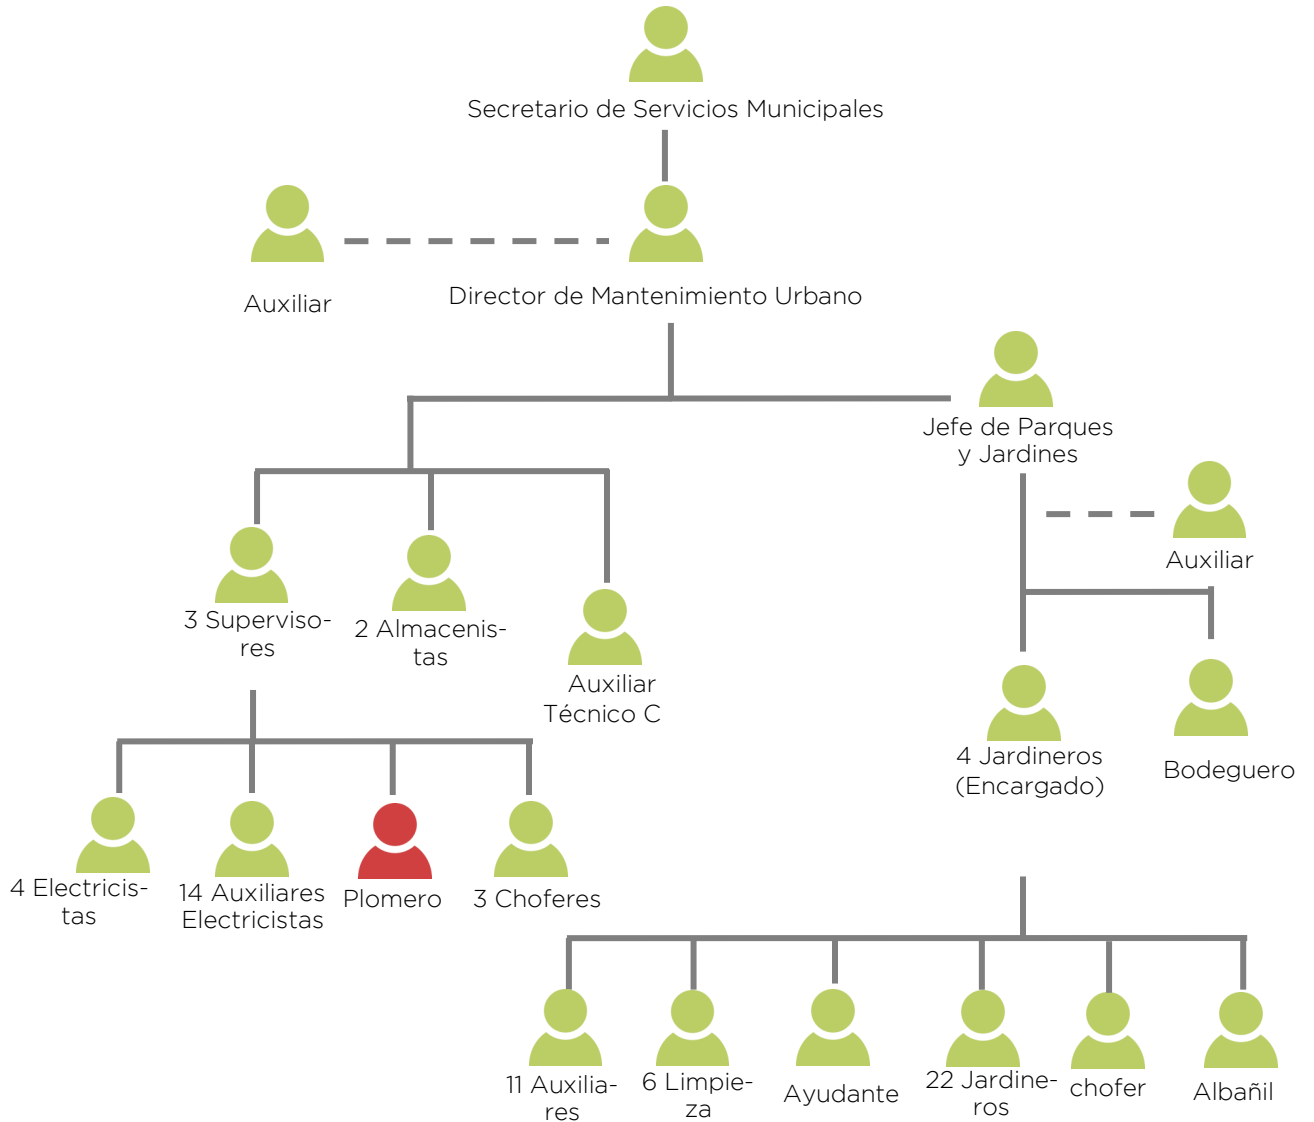 Secretario de Servicios Municipales
Auxiliar
Director de Mantenimiento Urbano
Jefe de Parques
y Jardines
Auxiliar
3 Superviso-
res
2 Almacenis-
tas
Auxiliar
Técnico C
4 Jardineros
(Encargado)
Bodeguero
4 Electricis-
tas
14 Auxiliares
Electricistas
Plomero
3 Choferes
11 Auxilia-
res
6 Limpie-
za
Ayudante
22 Jardine-
ros
chofer
Albañil